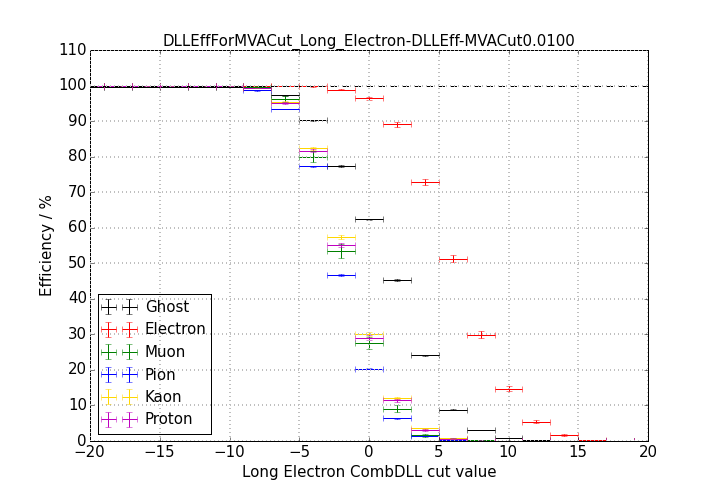 DLLEffForMVACut_Long_Electron-DLLEff-MVACut0.0100
110
100
90
80
70
60
50
40
30
20
10
0
Efficiency / %
Ghost
Electron
Muon
Pion
Kaon
Proton
−20 −15 −10 −5 0 5 10 15 20
Long Electron CombDLL cut value